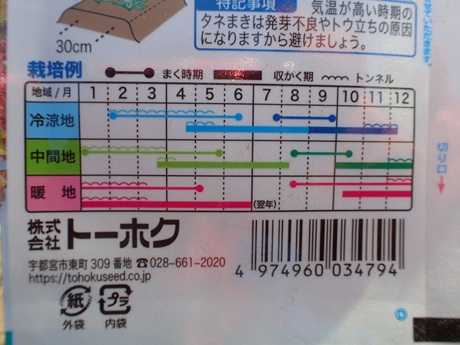 特記事項
気温が高い時期の
タネまきは発芽不良やトウ立ちの原因
になりますから避けましょう。
30cm
栽培例 まく時期 収かく期 トンネル
地域/月 1 2 3 4 5 6 7 8 9 10 11 12
冷涼地
中間地
暖地
(翌年)
株式会社 トーホク
宇都宮市東町309番地 ☎028-661-2020
https://tohokuseed.co.jp
4 974960 034794
紙 プラ
外袋 内袋
切り口